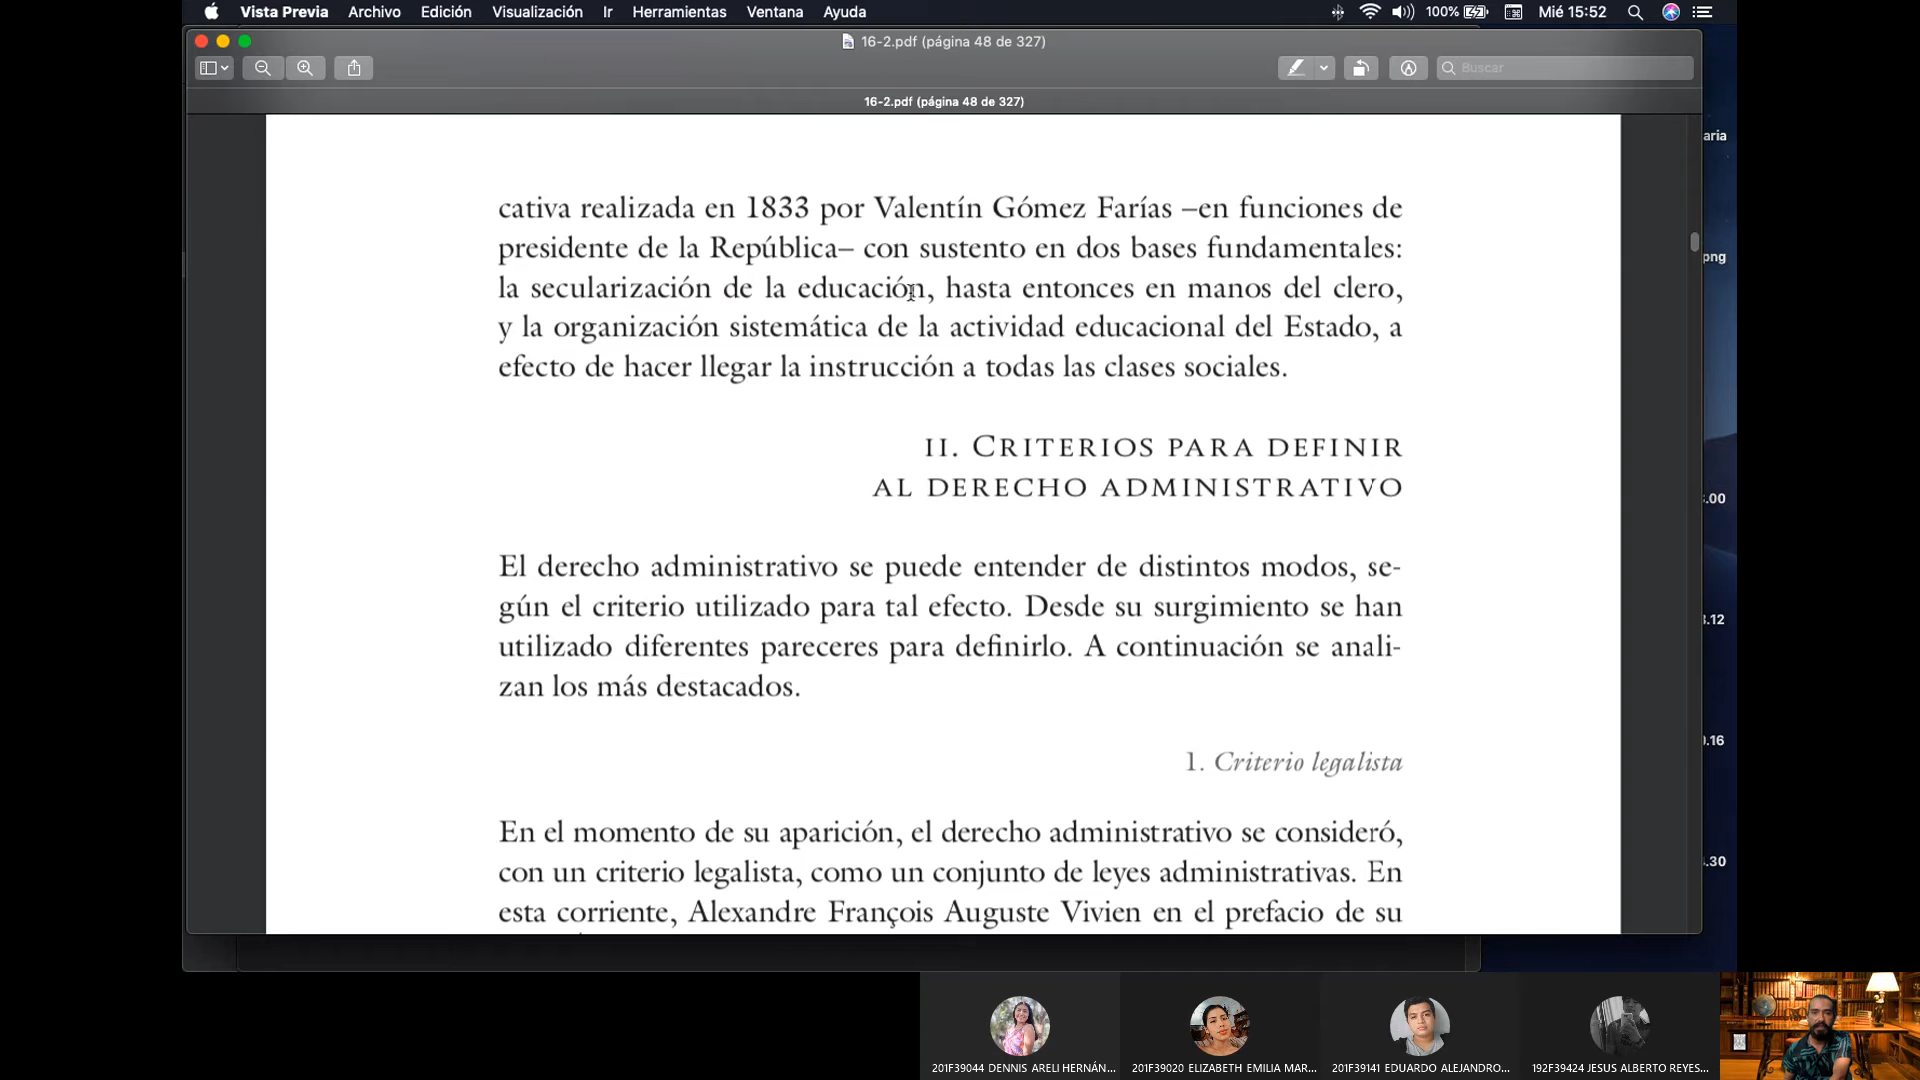 Vista Previa Archivo Edición Visualización Ir Herramientas Ventana Ayuda 100% Mié 15:52
16-2.pdf (página 48 de 327)
Buscar
16-2.pdf (página 48 de 327)
cativa realizada en 1833 por Valentín Gómez Farías –en funciones de
presidente de la República– con sustento en dos bases fundamentales:
la secularización de la educación, hasta entonces en manos del clero,
y la organización sistemática de la actividad educacional del Estado, a
efecto de hacer llegar la instrucción a todas las clases sociales.
II. CRITERIOS PARA DEFINIR
AL DERECHO ADMINISTRATIVO
El derecho administrativo se puede entender de distintos modos, se-
gún el criterio utilizado para tal efecto. Desde su surgimiento se han
utilizado diferentes pareceres para definirlo. A continuación se anali-
zan los más destacados.
1. Criterio legalista
En el momento de su aparición, el derecho administrativo se consideró,
con un criterio legalista, como un conjunto de leyes administrativas. En
esta corriente, Alexandre François Auguste Vivien en el prefacio de su
aria
png
.00
.12
.16
.30
201F39044 DENNIS ARELI HERNÁN...
201F39020 ELIZABETH EMILIA MAR...
201F39141 EDUARDO ALEJANDRO...
192F39424 JESUS ALBERTO REYES...